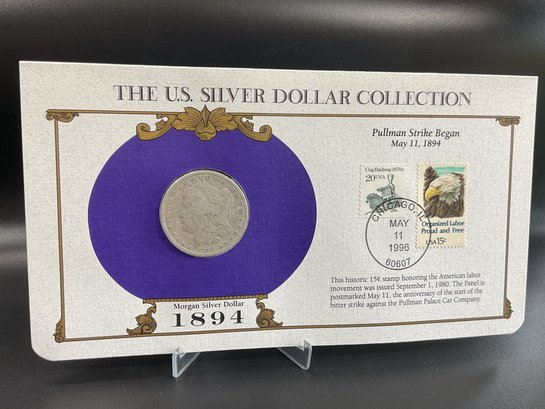 THE U.S. SILVER DOLLAR COLLECTION
Pullman Strike Began
May 11, 1894
Cog Railway 1870s
20 USA
Organized Labor
Proud and Free
USA 15c
CHICAGO, IL
MAY
11
1996
60607
This historic 15¢ stamp honoring the American labor
movement was issued September 1, 1980. The Panel is
postmarked May 11, the anniversary of the start of the
bitter strike against the Pullman Palace Car Company.
Morgan Silver Dollar
1894